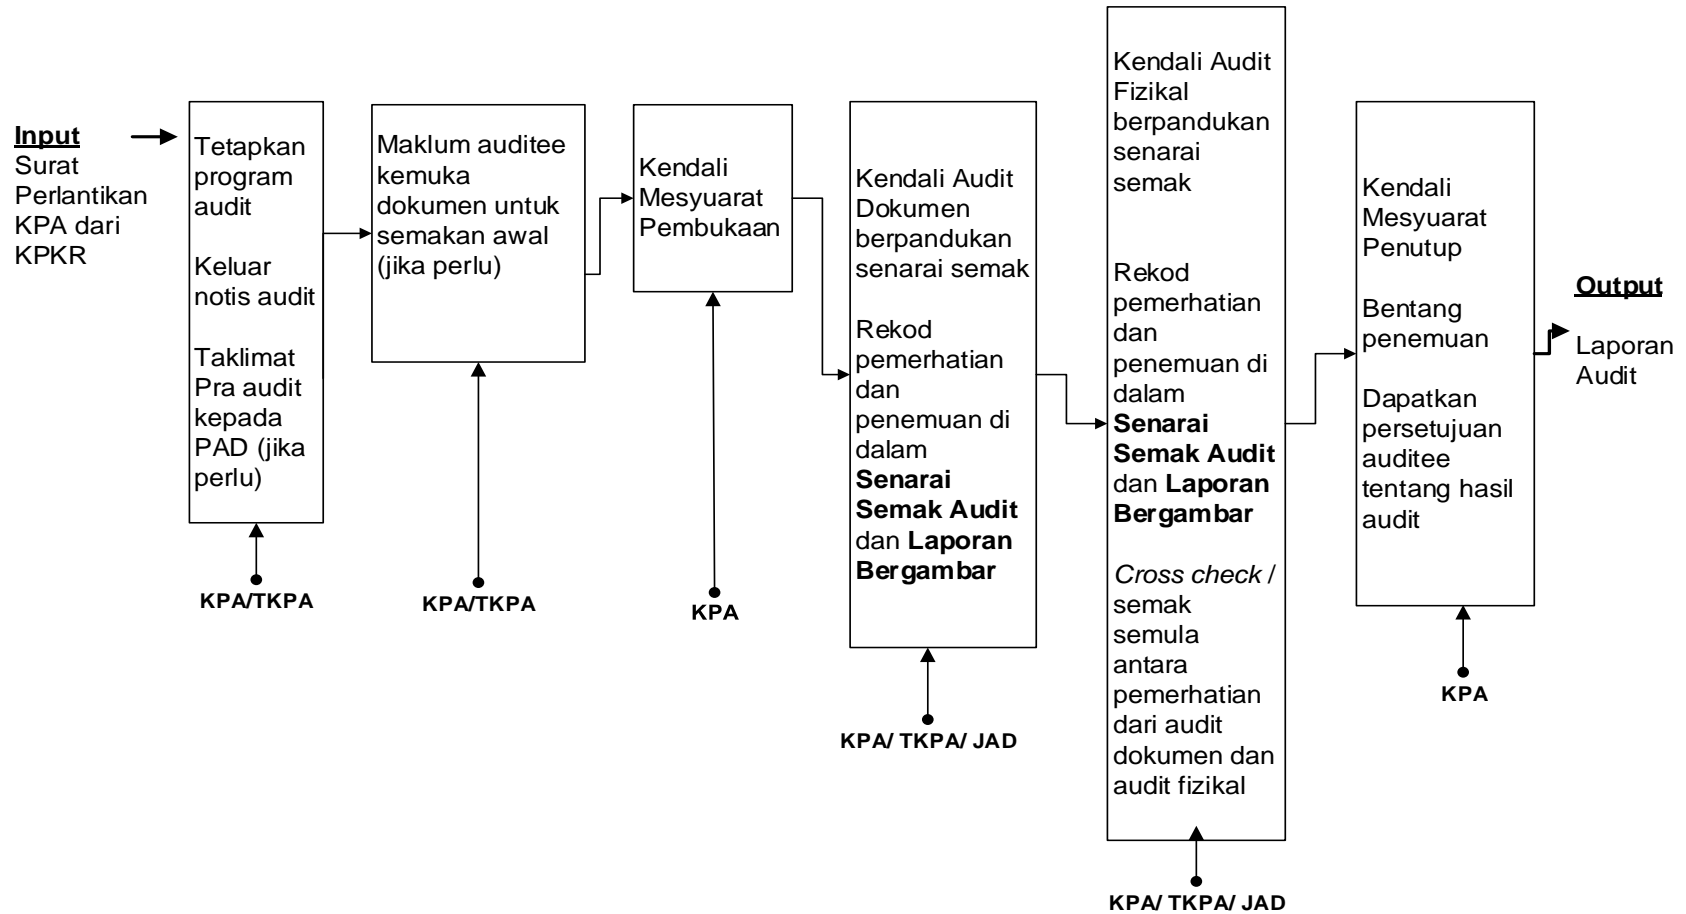 Input
Surat
Perlantikan
KPA dari
KPKR
Tetapkan
program
audit
Keluar
notis audit
Taklimat
Pra audit
kepada
PAD (jika
perlu)
KPA/TKPA
Maklum auditee
kemuka
dokumen untuk
semakan awal
(jika perlu)
KPA/TKPA
Kendali
Mesyuarat
Pembukaan
KPA
Kendali Audit
Dokumen
berpandukan
senarai semak
Rekod
pemerhatian
dan
penemuan di
dalam
Senarai
Semak Audit
dan Laporan
Bergambar
KPA/ TKPA/ JAD
Kendali Audit
Fizikal
berpandukan
senarai
semak
Rekod
pemerhatian
dan
penemuan di
dalam
Senarai
Semak Audit
dan Laporan
Bergambar
Cross check /
semak
semula
antara
pemerhatian
dari audit
dokumen dan
audit fizikal
KPA/ TKPA/ JAD
Kendali
Mesyuarat
Penutup
Bentang
penemuan
Dapatkan
persetujuan
auditee
tentang hasil
audit
KPA
Output
Laporan
Audit